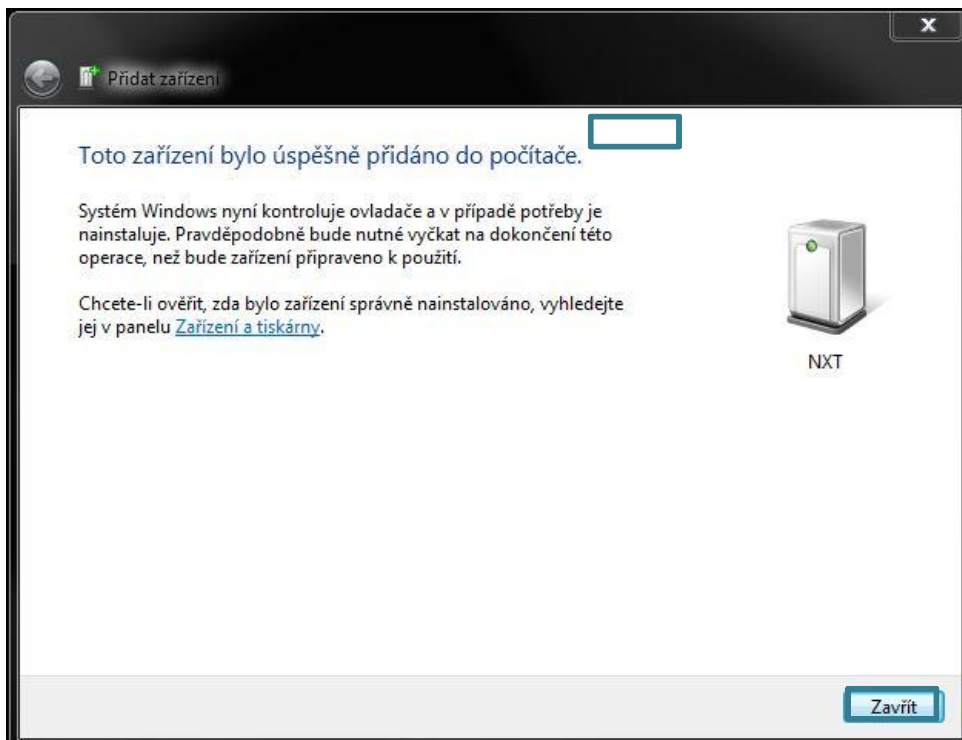 x
Přidat zařízení
Toto zařízení bylo úspěšně přidáno do počítače.
Systém Windows nyní kontroluje ovladače a v případě potřeby je
nainstaluje. Pravděpodobně bude nutné vyčkat na dokončení této
operace, než bude zařízení připraveno k použití.
Chcete-li ověřit, zda bylo zařízení správně nainstalováno, vyhledejte
jej v panelu Zařízení a tiskárny.
NXT
Zavřít